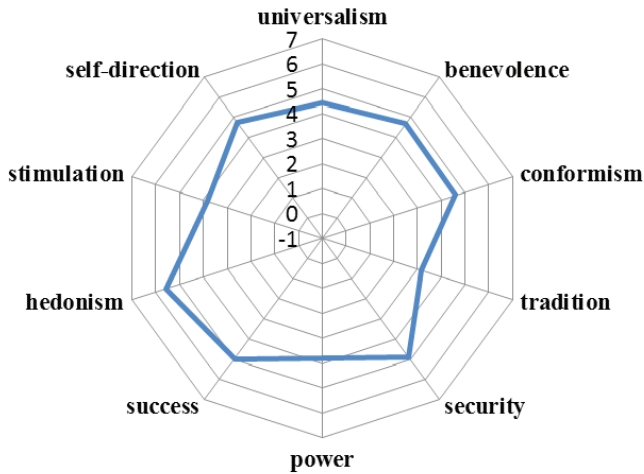 universalism
7
6
5
4
3
2
1
0
-1
self-direction
benevolence
stimulation
conformism
hedonism
tradition
success
security
power